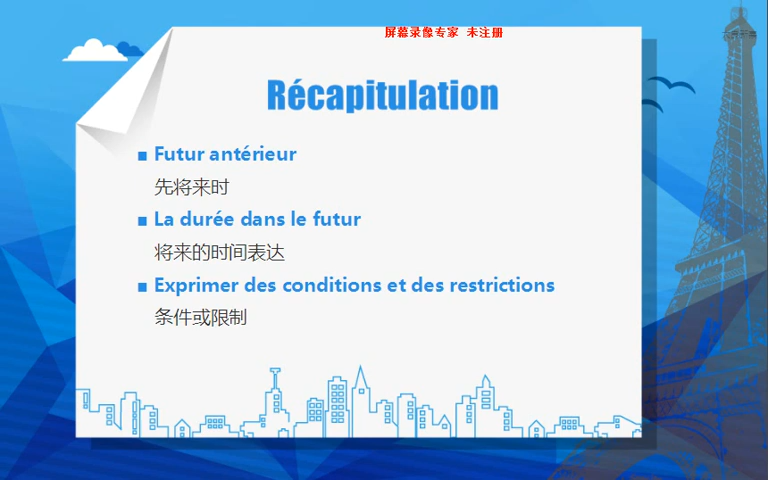 屏幕录像专家 未注册
Récapitulation
■ Futur antérieur
先将来时
■ La durée dans le futur
将来的时间表达
■ Exprimer des conditions et des restrictions
条件或限制